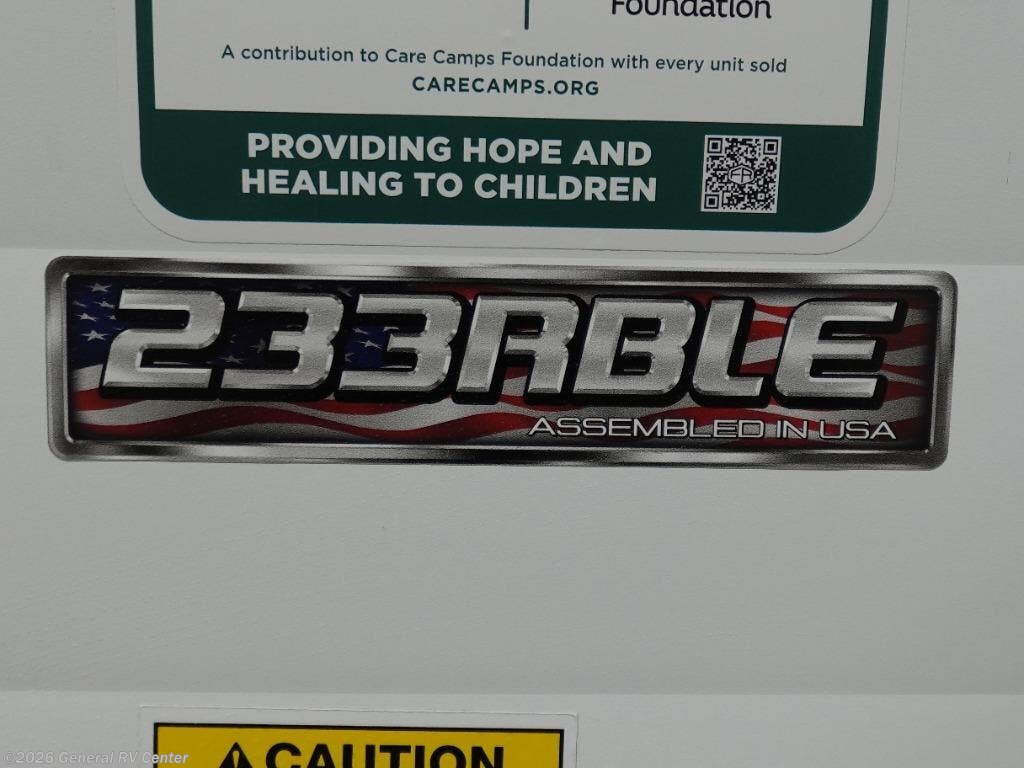 Foundation
A contribution to Care Camps Foundation with every unit sold
CARECAMPS.ORG
PROVIDING HOPE AND
HEALING TO CHILDREN
FR
233RBLE
ASSEMBLED IN USA
CAUTION
©2026 General RV Center